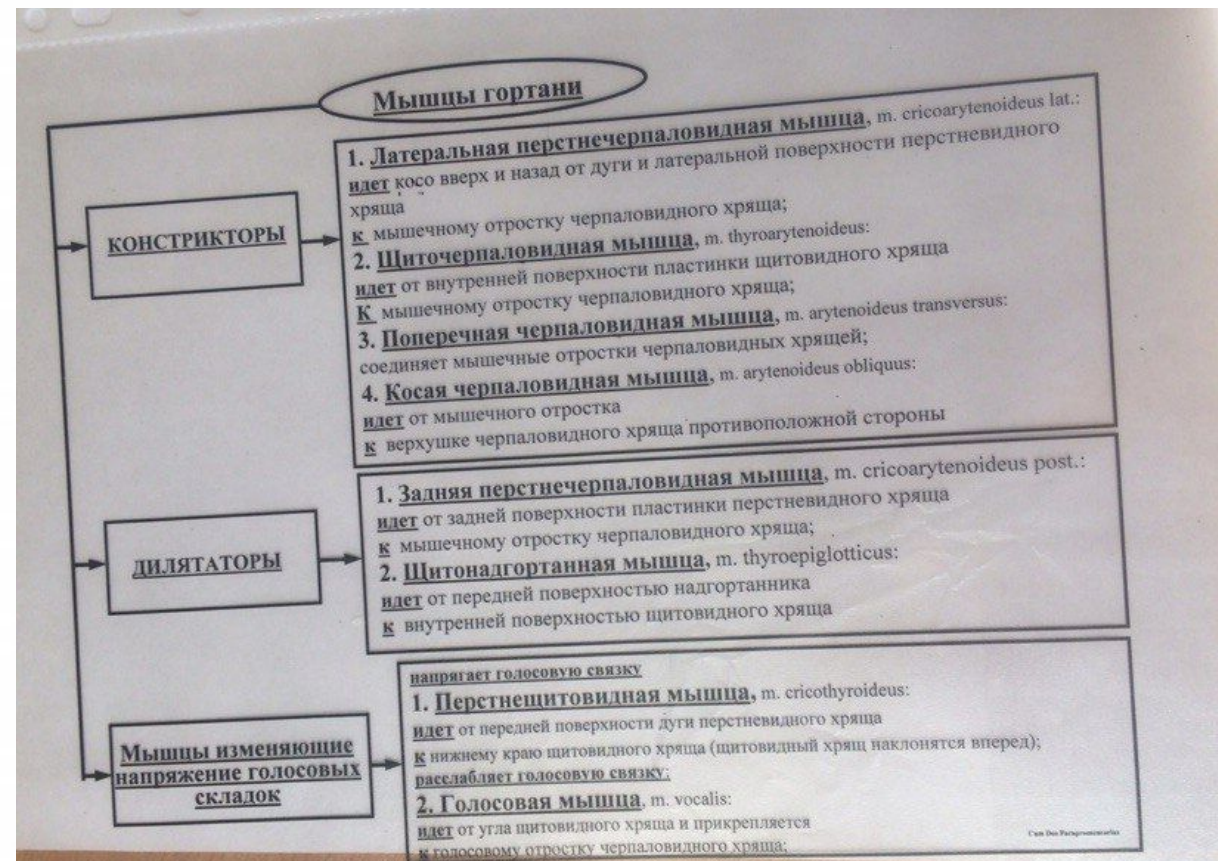 Мышцы гортани
КОНСТРИКТОРЫ
1. Латеральная перстнечерпаловидная мышца, m. cricoarytenoideus lat.:
идет косо вверх и назад от дуги и латеральной поверхности перстневидного
хряща
к мышечному отростку черпаловидного хряща;
2. Щиточерпаловидная мышца, m. thyroarytenoideus:
идет от внутренней поверхности пластинки щитовидного хряща
К мышечному отростку черпаловидного хряща;
3. Поперечная черпаловидная мышца, m. arytenoideus transversus:
соединяет мышечные отростки черпаловидных хрящей;
4. Косая черпаловидная мышца, m. arytenoideus obliquus:
идет от мышечного отростка
к верхушке черпаловидного хряща противоположной стороны
ДИЛЯТАТОРЫ
1. Задняя перстнечерпаловидная мышца, m. cricoarytenoideus post.:
идет от задней поверхности пластинки перстневидного хряща
к мышечному отростку черпаловидного хряща;
2. Щитонадгортанная мышца, m. thyroepiglotticus:
идет от передней поверхностью надгортанника
к внутренней поверхностью щитовидного хряща
Мышцы изменяющие
напряжение голосовых
складок
напрягает голосовую связку
1. Перстнещитовидная мышца, m. cricothyroideus:
идет от передней поверхности дуги перстневидного хряща
к нижнему краю щитовидного хряща (щитовидный хрящ наклонятся вперед);
расслабляет голосовую связку:
2. Голосовая мышца, m. vocalis:
идет от угла щитовидного хряща и прикрепляется
к голосовому отростку черпаловидного хряща;